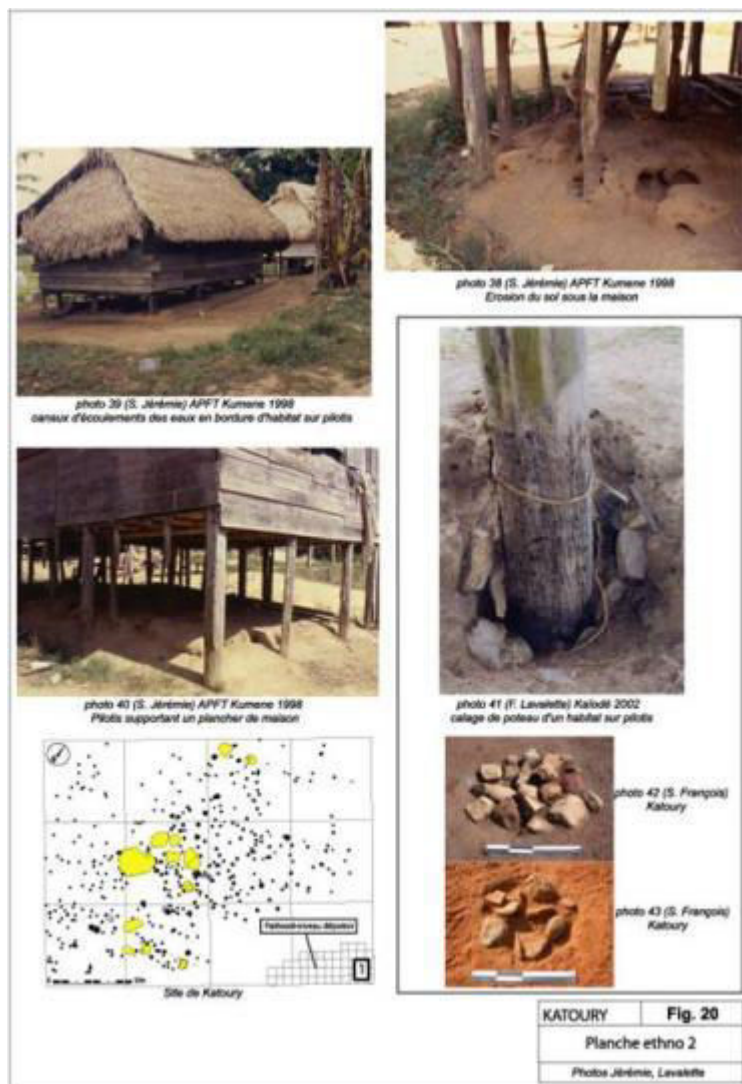 photo 38 (S. Jérémie) APFT Kumene 1998
Erosion du sol sous la maison
photo 39 (S. Jérémie) APFT Kumene 1998
canaux d'écoulements des eaux en bordure d'habitat sur pilotis
photo 40 (S. Jérémie) APFT Kumene 1998
Pilotis supportant un plancher de maison
photo 41 (F. Lavalette) Kalodé 2002
calage de poteau d'un habitat sur pilotis
photo 42 (S. François)
Katoury
photo 43 (S. François)
Katoury
1
Site de Katoury
KATOURY
Fig. 20
Planche ethno 2
Photos Jérémie, Lavalette